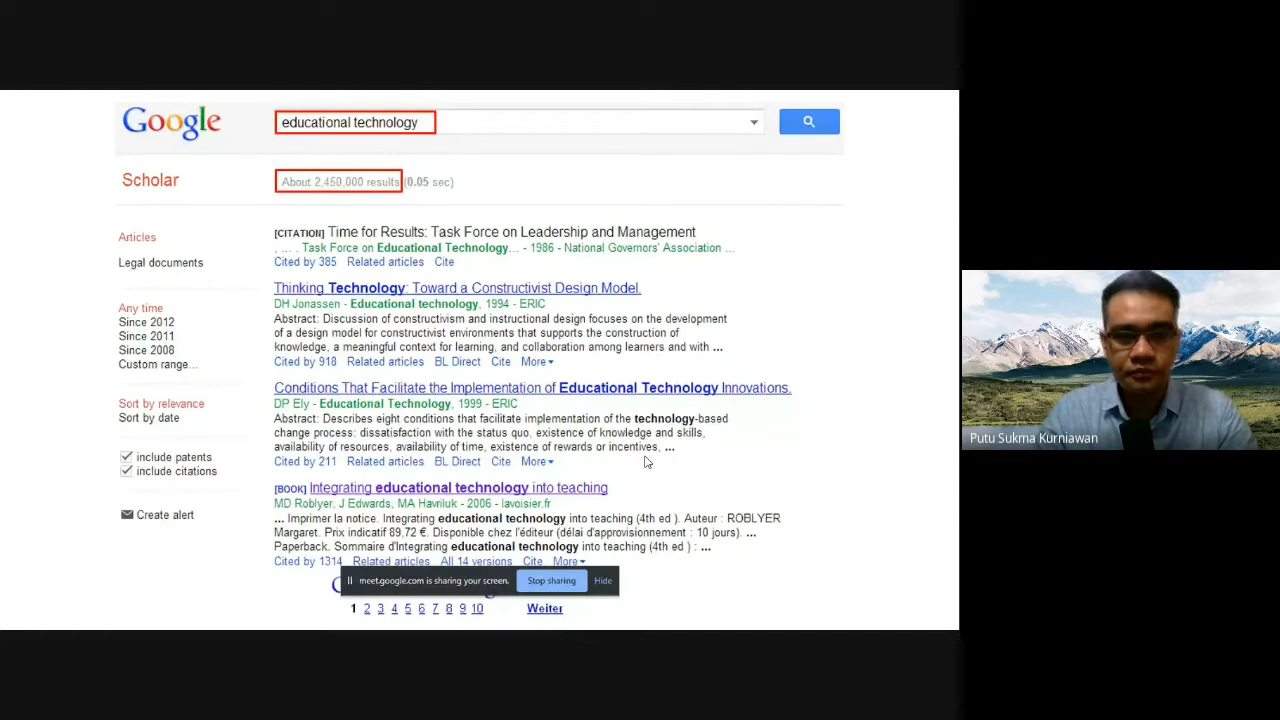 Google
educational technology
Scholar
About 2,450,000 results (0.05 sec)
Articles
Legal documents
Any time
Since 2012
Since 2011
Since 2008
Custom range...
Sort by relevance
Sort by date
include patents
include citations
Create alert
[CITATION] Time for Results: Task Force on Leadership and Management
, ... , Task Force on Educational Technology... - 1986 - National Governors' Association ...
Cited by 385 Related articles Cite
Thinking Technology: Toward a Constructivist Design Model.
DH Jonassen - Educational technology, 1994 - ERIC
Abstract: Discussion of constructivism and instructional design focuses on the development
of a design model for constructivist environments that supports the construction of
knowledge, a meaningful context for learning, and collaboration among learners and with ...
Cited by 918 Related articles BL Direct Cite More
Conditions That Facilitate the Implementation of Educational Technology Innovations.
DP Ely - Educational Technology, 1999 - ERIC
Abstract: Describes eight conditions that facilitate implementation of the technology-based
change process: dissatisfaction with the status quo, existence of knowledge and skills,
availability of resources, availability of time, existence of rewards or incentives, ...
Cited by 211 Related articles BL Direct Cite More
[BOOK] Integrating educational technology into teaching
MD Roblyer, J Edwards, MA Havriluk - 2006 - lavoisier.fr
... Imprimer la notice. Integrating educational technology into teaching (4th ed ). Auteur : ROBLYER
Margaret. Prix indicatif 89,72 €. Disponible chez l'éditeur (délai d'approvisionnement : 10 jours). ...
Paperback. Sommaire d'Integrating educational technology into teaching (4th ed ) : ...
Cited by 1314 Related articles All 14 versions Cite More
meet.google.com is sharing your screen. Stop sharing Hide
1 2 3 4 5 6 7 8 9 10 Weiter
Putu Sukma Kurniawan